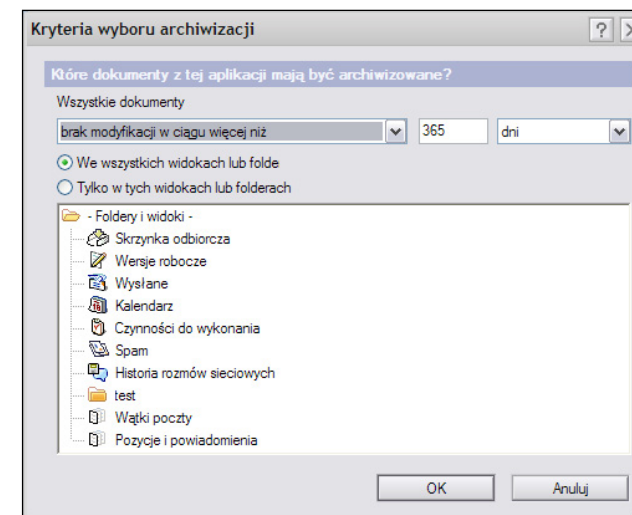 Kryteria wyboru archiwizacji
Które dokumenty z tej aplikacji mają być archiwizowane?
Wszystkie dokumenty
brak modyfikacji w ciągu więcej niż 365 dni
We wszystkich widokach lub folde
Tylko w tych widokach lub folderach
- Foldery i widoki -
Skrzynka odbiorcza
Wersje robocze
Wysłane
Kalendarz
Czynności do wykonania
Spam
Historia rozmów sieciowych
test
Wątki poczty
Pozycje i powiadomienia
OK Anuluj